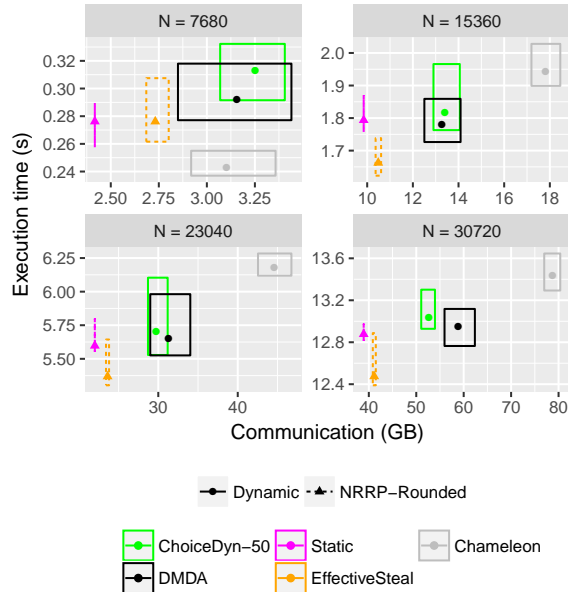 N = 7680
N = 15360
0.32
0.30
0.28
0.26
0.24
2.0
1.9
1.8
1.7
2.50 2.75 3.00 3.25
10 12 14 16 18
N = 23040
N = 30720
6.25
6.00
5.75
5.50
13.6
13.2
12.8
12.4
30 40
40 50 60 70 80
Execution time (s)
Communication (GB)
Dynamic NRRP−Rounded
ChoiceDyn−50 Static Chameleon
DMDA EffectiveSteal